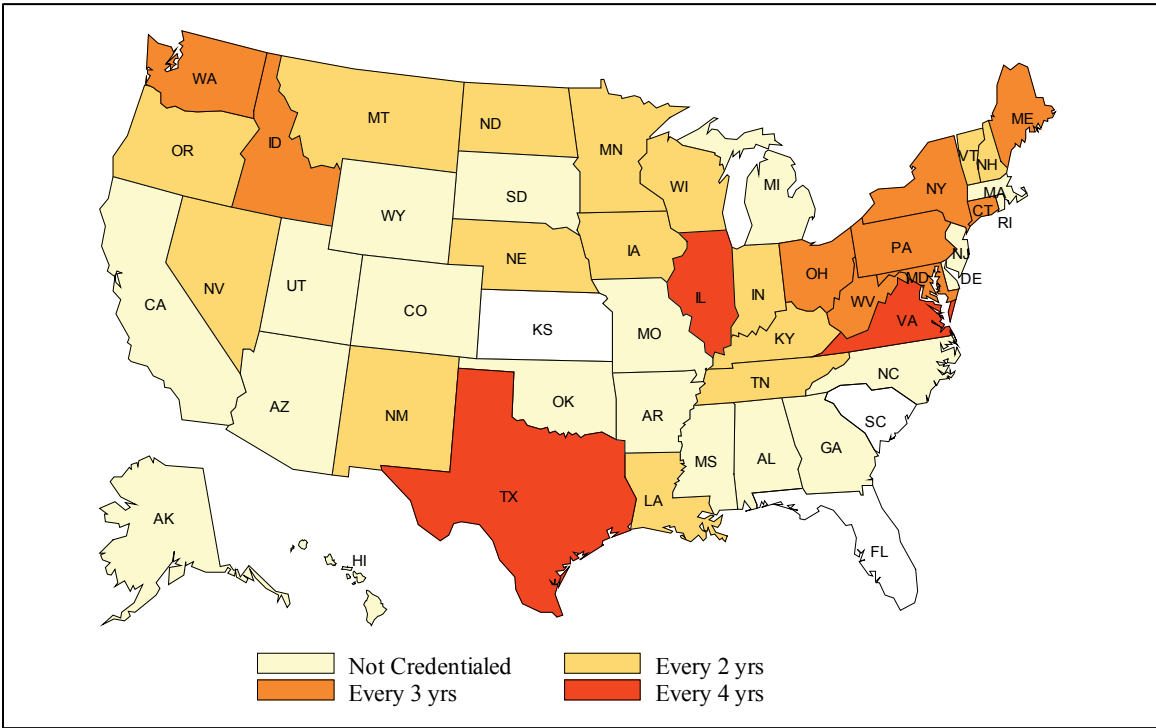 WA
MT
ND
MN
ME
OR
ID
VT
NH
WI
MI
NY
MA
SD
CT
RI
WY
IA
PA
NJ
NE
OH
MD
DE
NV
UT
IL
IN
WV
CA
CO
VA
KS
MO
KY
NC
TN
AZ
NM
OK
AR
SC
GA
MS
AL
TX
LA
AK
FL
HI
Not Credentialed
Every 2 yrs
Every 3 yrs
Every 4 yrs